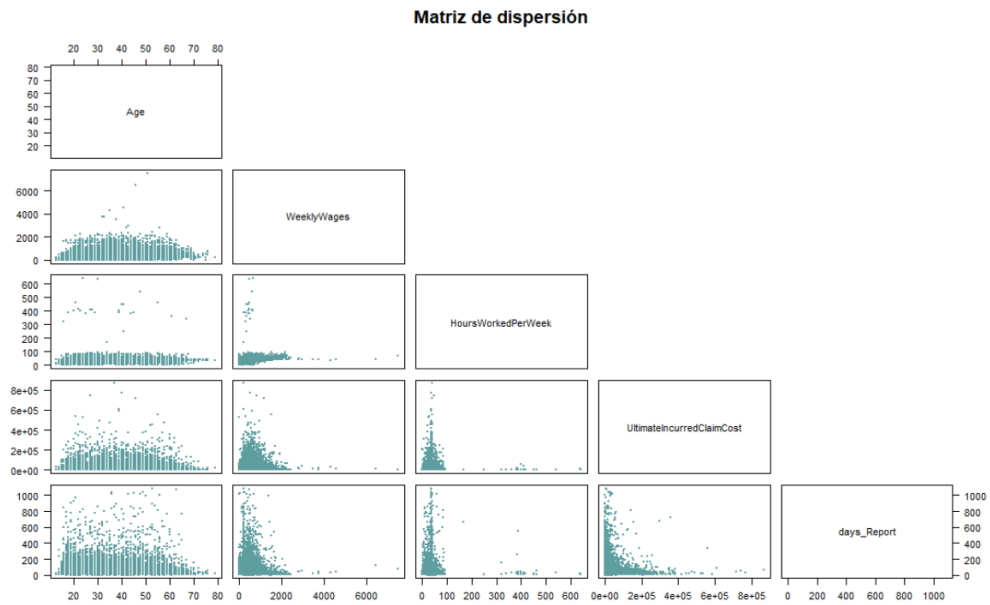 Matriz de dispersión
20 30 40 50 60 70 80
80
70
60
50
40
30
20
Age
6000
4000
2000
0
WeeklyWages
600
500
400
300
200
100
0
HoursWorkedPerWeek
8e+05
6e+05
4e+05
2e+05
0e+00
UltimateIncurredClaimCost
1000
800
600
400
200
0
days_Report
1000
800
600
400
200
0
20 30 40 50 60 70 80
0 2000 4000 6000
0 100 200 300 400 500 600
0e+00 2e+05 4e+05 6e+05 8e+05
0 200 400 600 800 1000